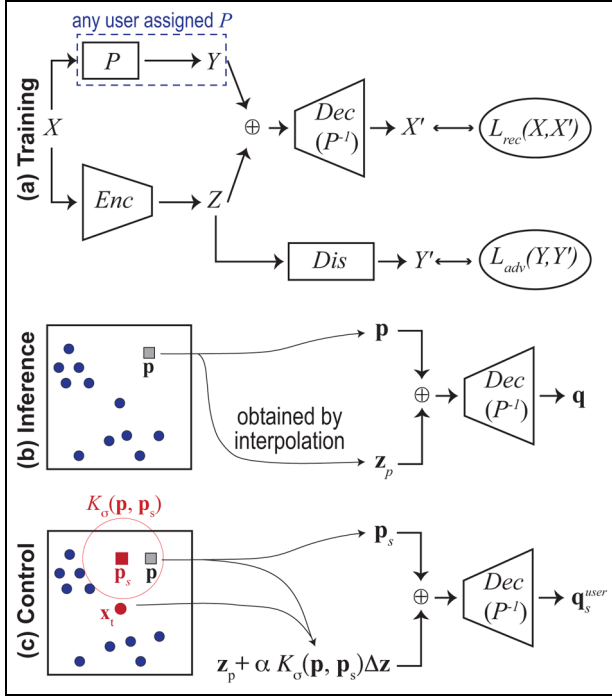 any user assigned P
P
Y
X
⊕
Dec
(P⁻¹)
X′
L_rec(X,X′)
Enc
Z
Dis
Y′
L_adv(Y,Y′)
(a) Training
p
p
obtained by
interpolation
z_p
⊕
Dec
(P⁻¹)
q
(b) Inference
K_σ(p, p_s)
p_s
p
x_t
p_s
z_p + α K_σ(p, p_s)Δz
⊕
Dec
(P⁻¹)
q_s^user
(c) Control